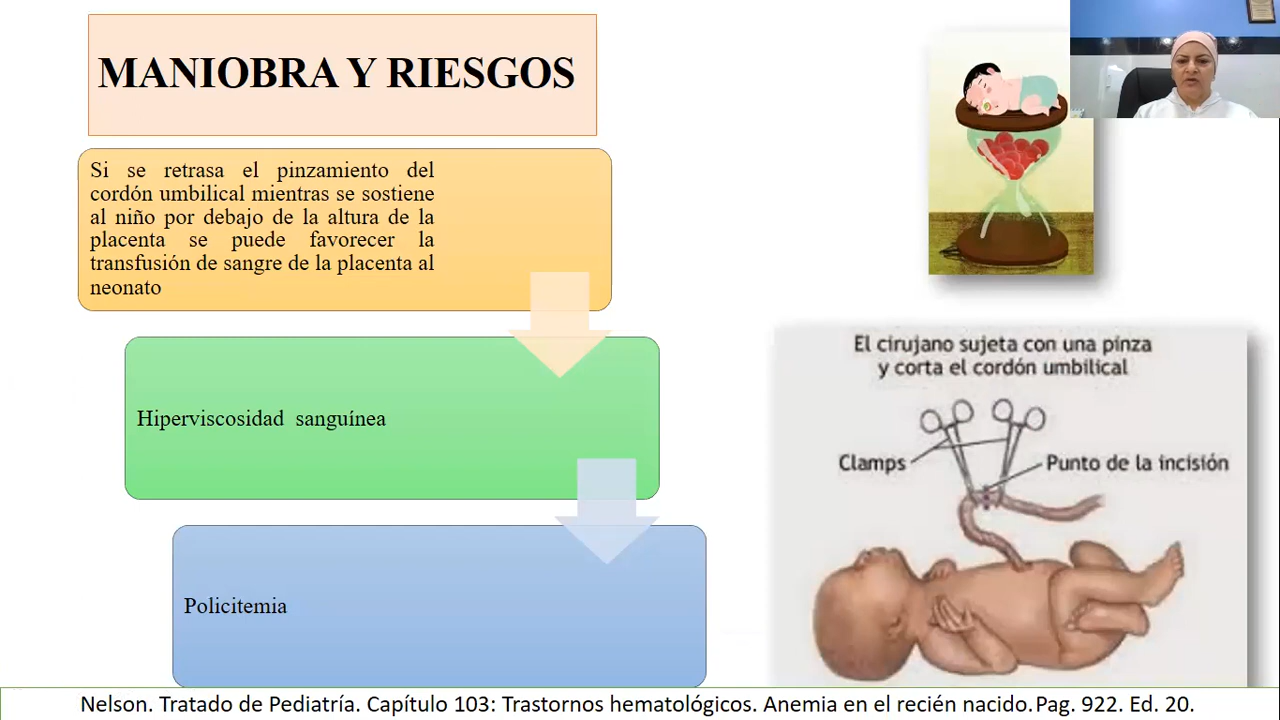 MANIOBRA Y RIESGOS
Si se retrasa el pinzamiento del
cordón umbilical mientras se sostiene
al niño por debajo de la altura de la
placenta se puede favorecer la
transfusión de sangre de la placenta al
neonato
Hiperviscosidad sanguínea
Policitemia
El cirujano sujeta con una pinza
y corta el cordón umbilical
Clamps
Punto de la incisión
Nelson. Tratado de Pediatría. Capítulo 103: Trastornos hematológicos. Anemia en el recién nacido.Pag. 922. Ed. 20.